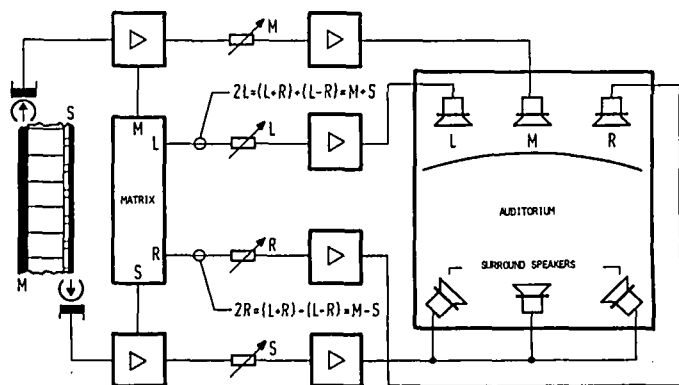 M
2L=(L+R)+(L-R)=M+S
S
M
L
L
L
M
R
MATRIX
AUDITORIUM
R
R
S
SURROUND SPEAKERS
M
2R=(L+R)-(L-R)=M-S
S